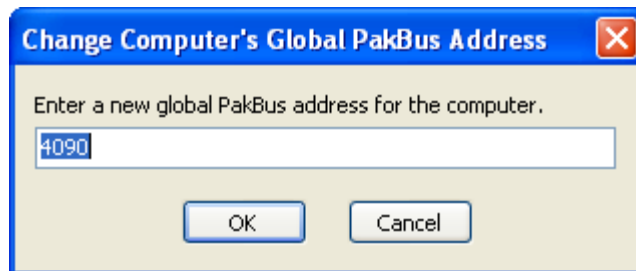 Change Computer's Global PakBus Address
Enter a new global PakBus address for the computer.
4090
OK
Cancel